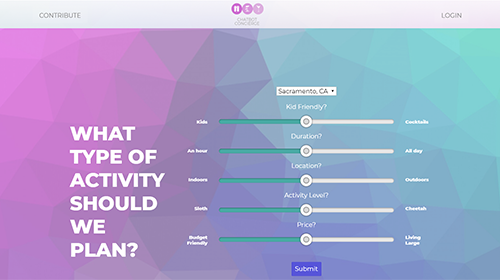 CONTRIBUTE
HEY
CHATBOT
CONCIERGE
LOGIN
WHAT
TYPE OF
ACTIVITY
SHOULD
WE
PLAN?
Sacramento, CA
Kid Friendly?
Kids
Cocktails
Duration?
An hour
All day
Location?
Indoors
Outdoors
Activity Level?
Sloth
Cheetah
Price?
Budget
Friendly
Living
Large
Submit